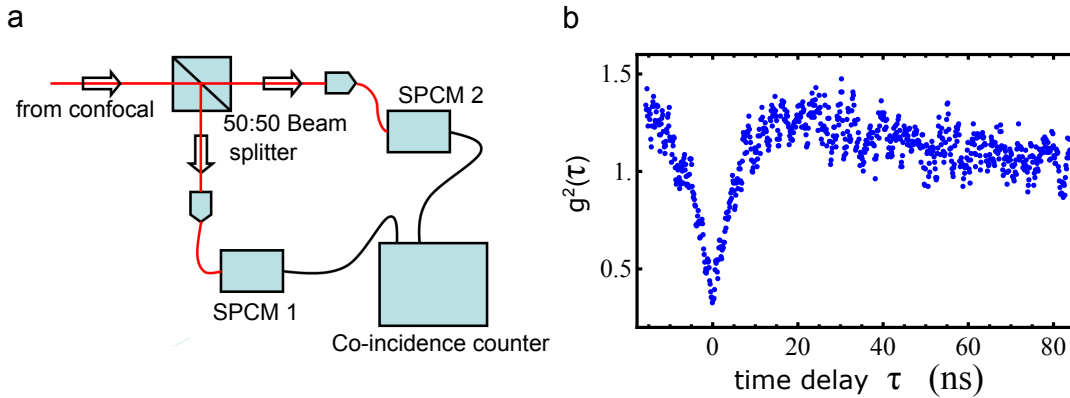 a
from confocal
50:50 Beam
splitter
SPCM 2
SPCM 1
Co-incidence counter
b
g²(τ)
1.5
1.
0.5
0 20 40 60 80
time delay τ (ns)